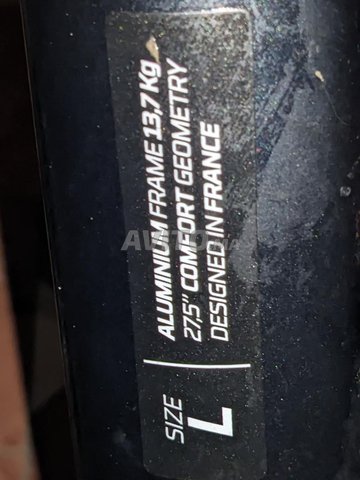 SIZE
L
ALUMINIUM FRAME 13,7 Kg
27,5" COMFORT GEOMETRY
DESIGNED IN FRANCE